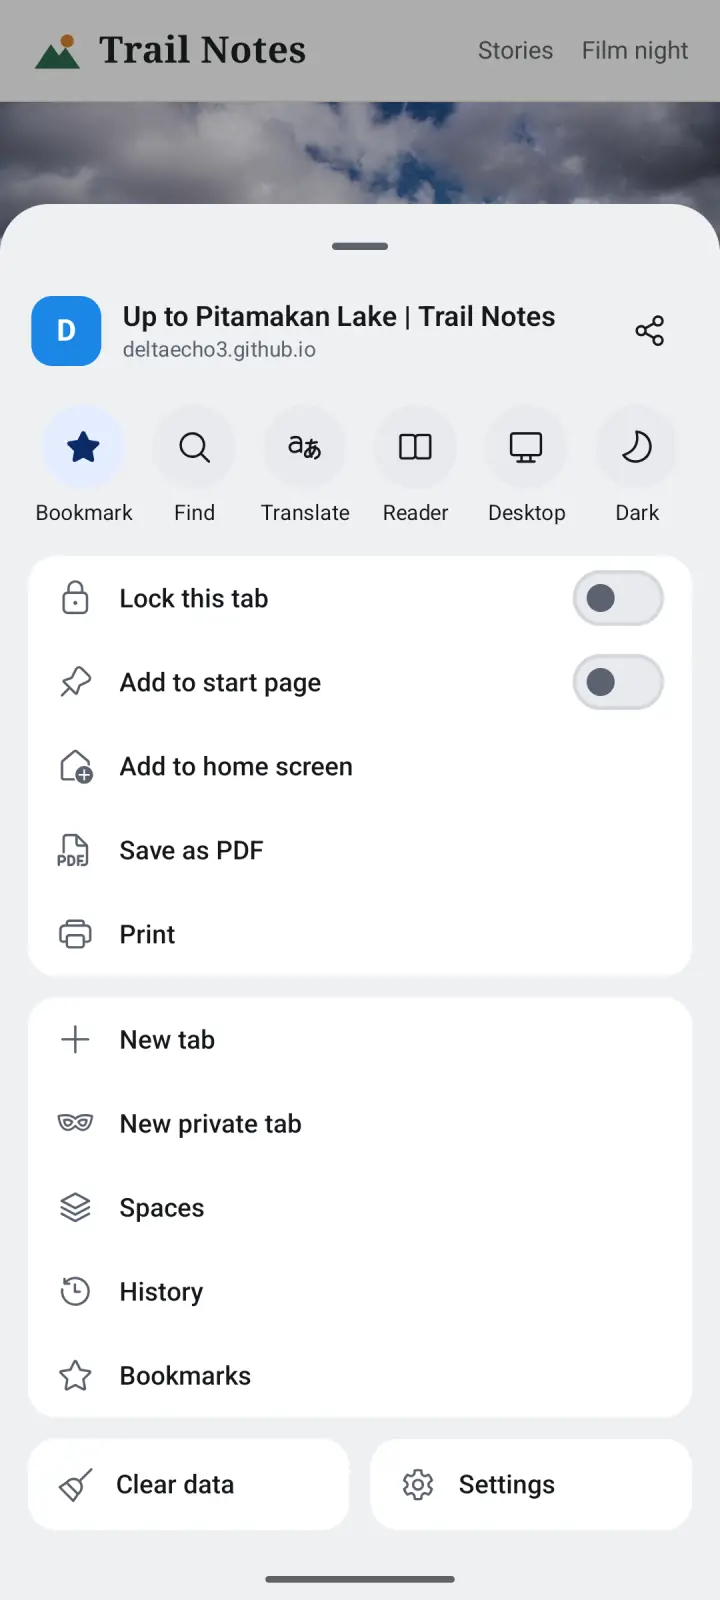 Trail Notes
Stories
Film night
D
Up to Pitamakan Lake | Trail Notes
deltaecho3.github.io
aあ
Bookmark
Find
Translate
Reader
Desktop
Dark
Lock this tab
Add to start page
Add to home screen
PDF
Save as PDF
Print
New tab
New private tab
Spaces
History
Bookmarks
Clear data
Settings